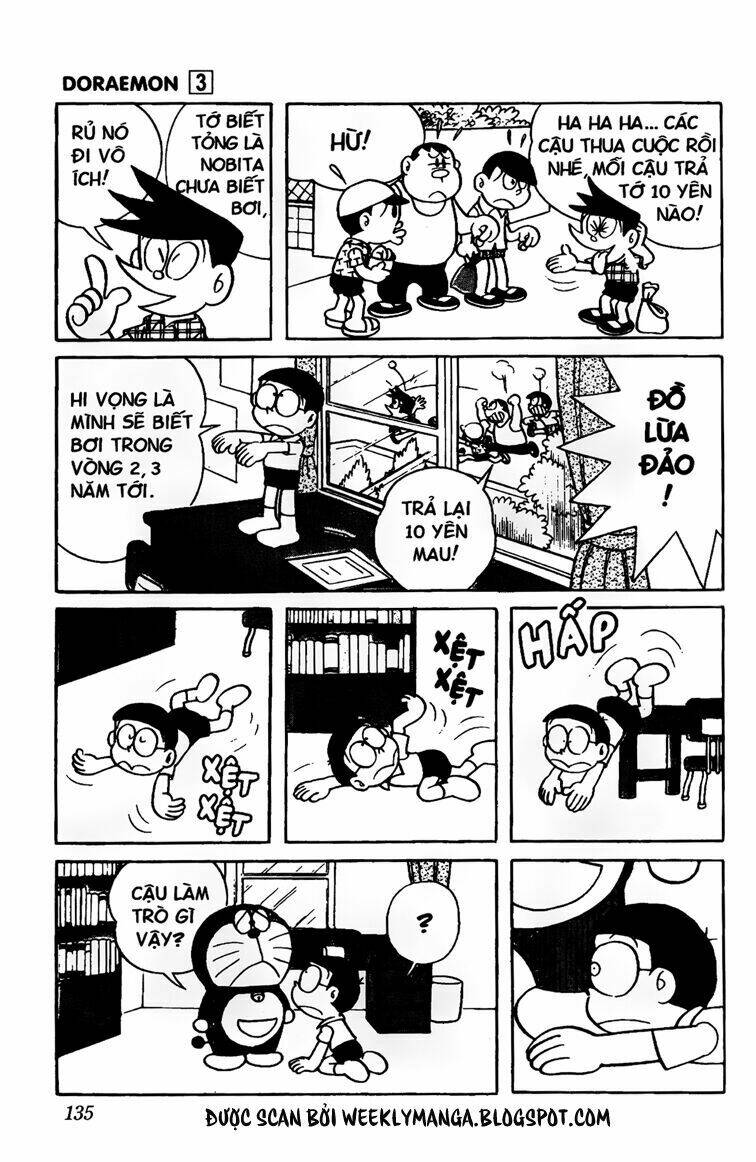 DORAEMON 3
TỚ BIẾT
TỎNG LÀ
NOBITA
CHƯA BIẾT
BƠI,
RỦ NÓ
ĐI VÔ
ÍCH!
HỪ!
HA HA HA... CÁC
CẬU THUA CUỘC RỒI
NHÉ, MỖI CẬU TRẢ
TỚ 10 YÊN
NÀO!
HI VỌNG LÀ
MÌNH SẼ BIẾT
BƠI TRONG
VÒNG 2, 3
NĂM TỚI.
TRẢ LẠI
10 YÊN
MAU!
ĐỒ
LỪA
ĐẢO
!
XỆT
XỆT
XỆT
XỆT
HẤP
CẬU LÀM
TRÒ GÌ
VẬY?
?
135
ĐƯỢC SCAN BỞI WEEKLYMANGA.BLOGSPOT.COM